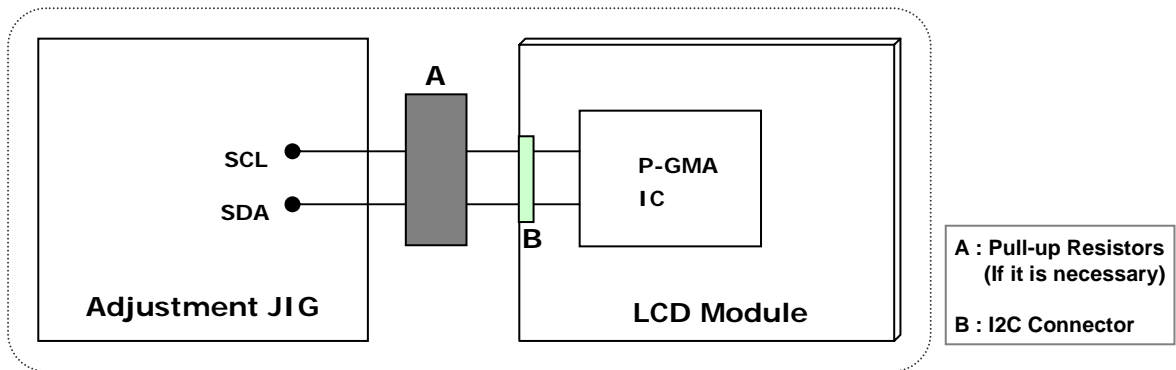 A
SCL
SDA
P-GMA
IC
B
Adjustment JIG
LCD Module
A : Pull-up Resistors
(If it is necessary)
B : I2C Connector